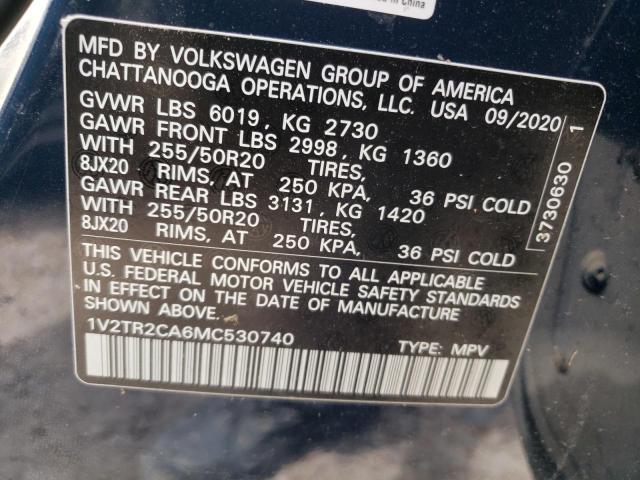 in China
MFD BY VOLKSWAGEN GROUP OF AMERICA
CHATTANOOGA OPERATIONS, LLC. USA 09/2020
GVWR LBS 6019, KG 2730
GAWR FRONT LBS 2998, KG 1360
WITH 255/50R20 TIRES,
8JX20 RIMS, AT 250 KPA, 36 PSI COLD
GAWR REAR LBS 3131, KG 1420
WITH 255/50R20 TIRES,
8JX20 RIMS, AT 250 KPA, 36 PSI COLD
THIS VEHICLE CONFORMS TO ALL APPLICABLE
U.S. FEDERAL MOTOR VEHICLE SAFETY STANDARDS
IN EFFECT ON THE DATE OF MANUFACTURE
SHOWN ABOVE.
1V2TR2CA6MC530740 TYPE: MPV
3730630 1